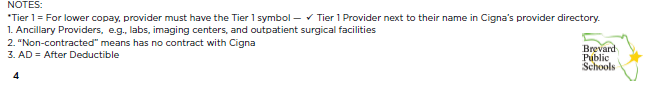 NOTES:
*Tier 1 = For lower copay, provider must have the Tier 1 symbol — ✓ Tier 1 Provider next to their name in Cigna's provider directory.
1. Ancillary Providers, e.g., labs, imaging centers, and outpatient surgical facilities
2. "Non-contracted" means has no contract with Cigna
3. AD = After Deductible
4
Brevard
Public
Schools